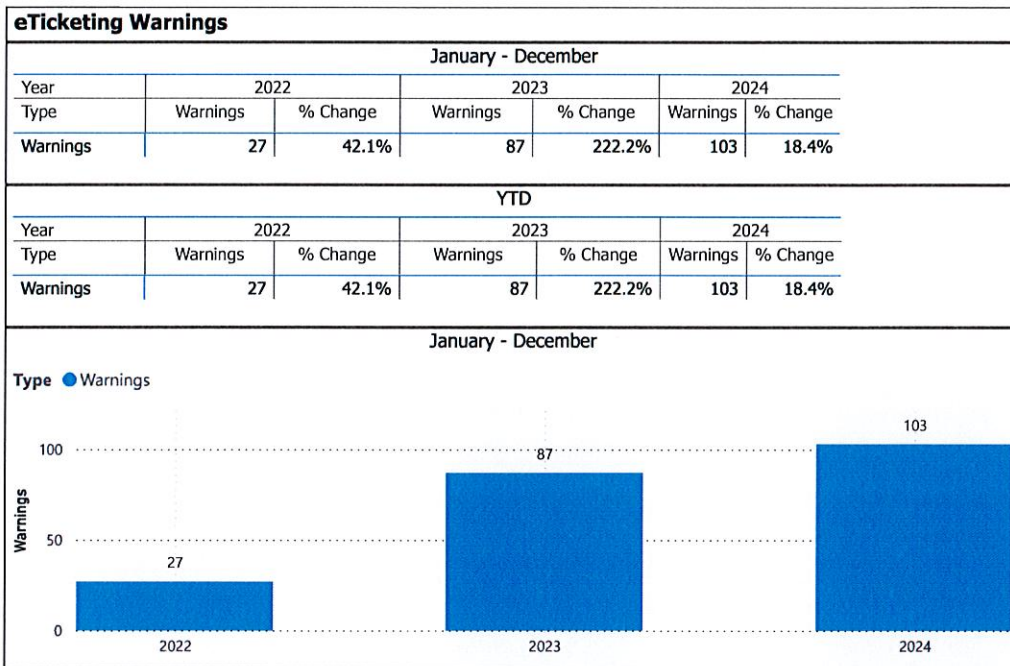 eTicketing Warnings
January - December
Year 2022 2023 2024
Type Warnings % Change Warnings % Change Warnings % Change
Warnings 27 42.1% 87 222.2% 103 18.4%
YTD
Year 2022 2023 2024
Type Warnings % Change Warnings % Change Warnings % Change
Warnings 27 42.1% 87 222.2% 103 18.4%
January - December
Type Warnings
103
100
87
Warnings
50
27
0
2022 2023 2024